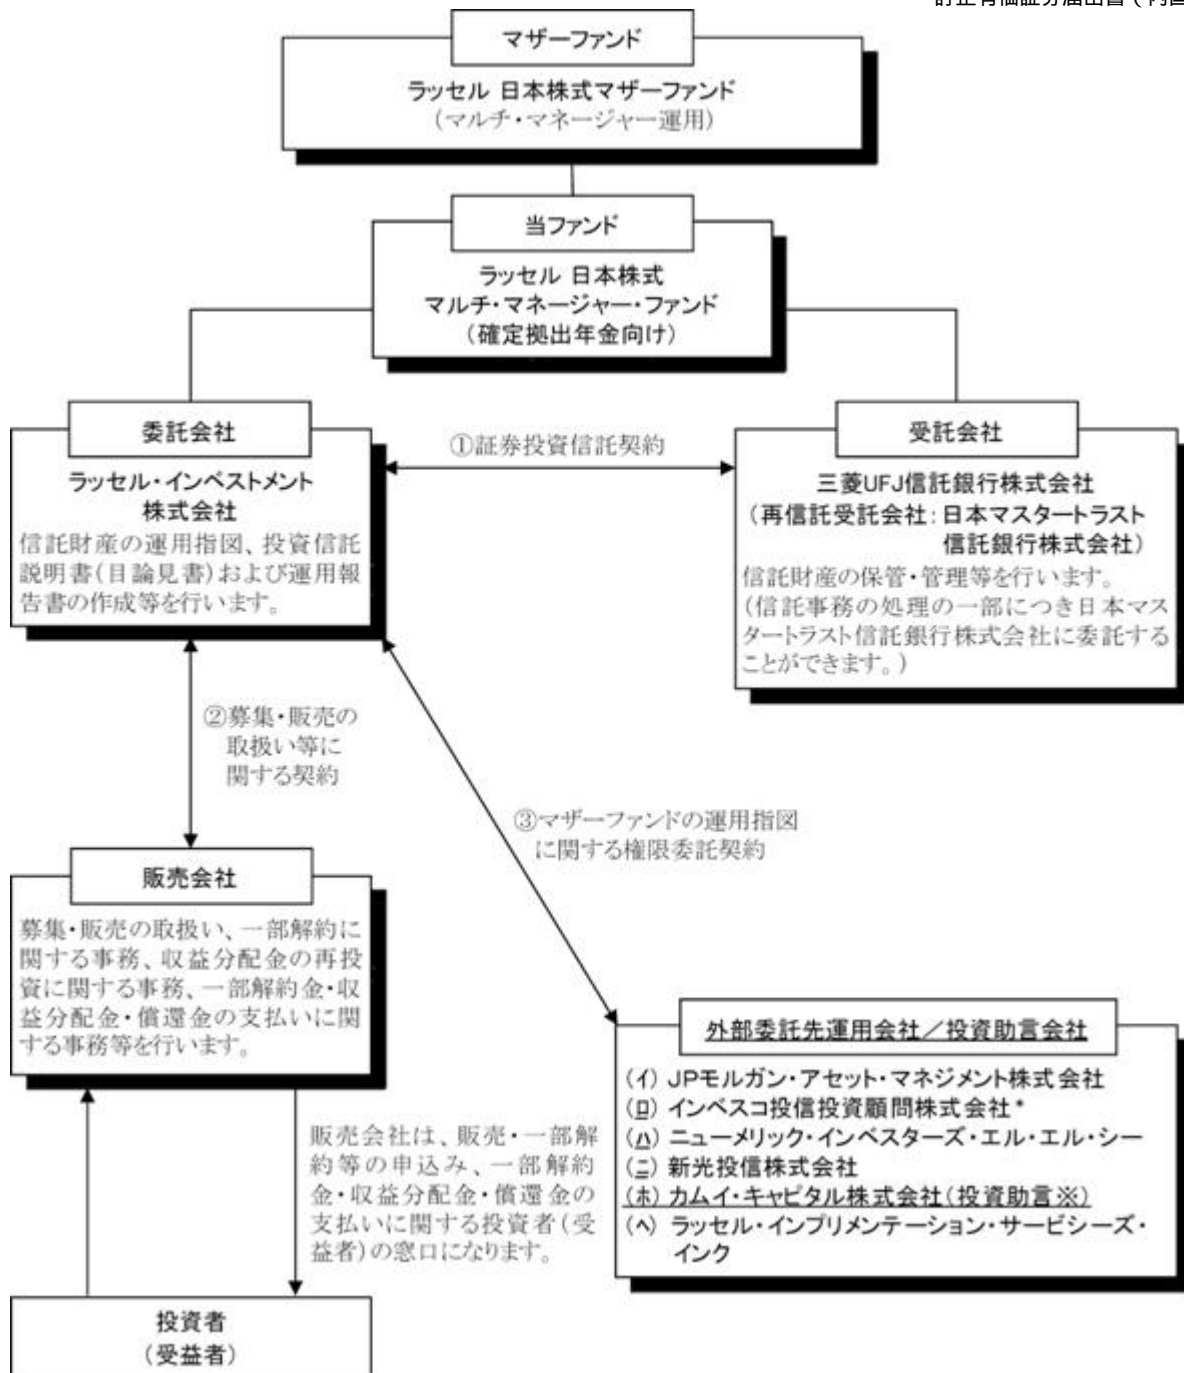 訂正有価証券届出書（内国
マザーファンド
ラッセル 日本株式マザーファンド
（マルチ・マネージャー運用）
当ファンド
ラッセル 日本株式
マルチ・マネージャー・ファンド
（確定拠出年金向け）
委託会社
ラッセル・インベストメント
株式会社
信託財産の運用指図、投資信託
説明書（目論見書）および運用報
告書の作成等を行います。
①証券投資信託契約
受託会社
三菱UFJ信託銀行株式会社
（再信託受託会社：日本マスタートラスト
信託銀行株式会社）
信託財産の保管・管理等を行います。
（信託事務の処理の一部につき日本マス
タートラスト信託銀行株式会社に委託する
ことができます。）
②募集・販売の
取扱い等に
関する契約
③マザーファンドの運用指図
に関する権限委託契約
販売会社
募集・販売の取扱い、一部解約に
関する事務、収益分配金の再投
資に関する事務、一部解約金・収
益分配金・償還金の支払いに関
する事務等を行います。
外部委託先運用会社／投資助言会社
（イ） JPモルガン・アセット・マネジメント株式会社
（ロ） インベスコ投信投資顧問株式会社*
（ハ） ニューメリック・インベスターズ・エル・エル・シー
（ニ） 新光投信株式会社
（ホ） カムイ・キャピタル株式会社（投資助言※）
（ヘ） ラッセル・インプリメンテーション・サービシーズ・
インク
販売会社は、販売・一部解
約等の申込み、一部解約
金・収益分配金・償還金の
支払いに関する投資者（受
益者）の窓口になります。
投資者
（受益者）